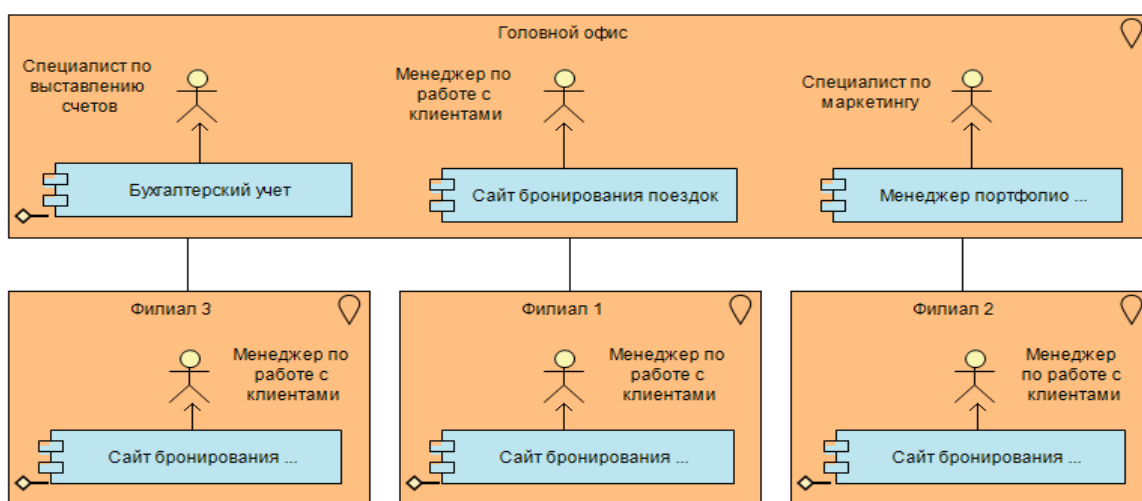 Головной офис
Специалист по
выставлению
счетов
Менеджер по
работе с
клиентами
Специалист по
маркетингу
Бухгалтерский учет
Сайт бронирования поездок
Менеджер портфолио ...
Филиал 3
Менеджер по
работе с
клиентами
Сайт бронирования ...
Филиал 1
Менеджер по
работе с
клиентами
Сайт бронирования ...
Филиал 2
Менеджер
по работе с
клиентами
Сайт бронирования ...